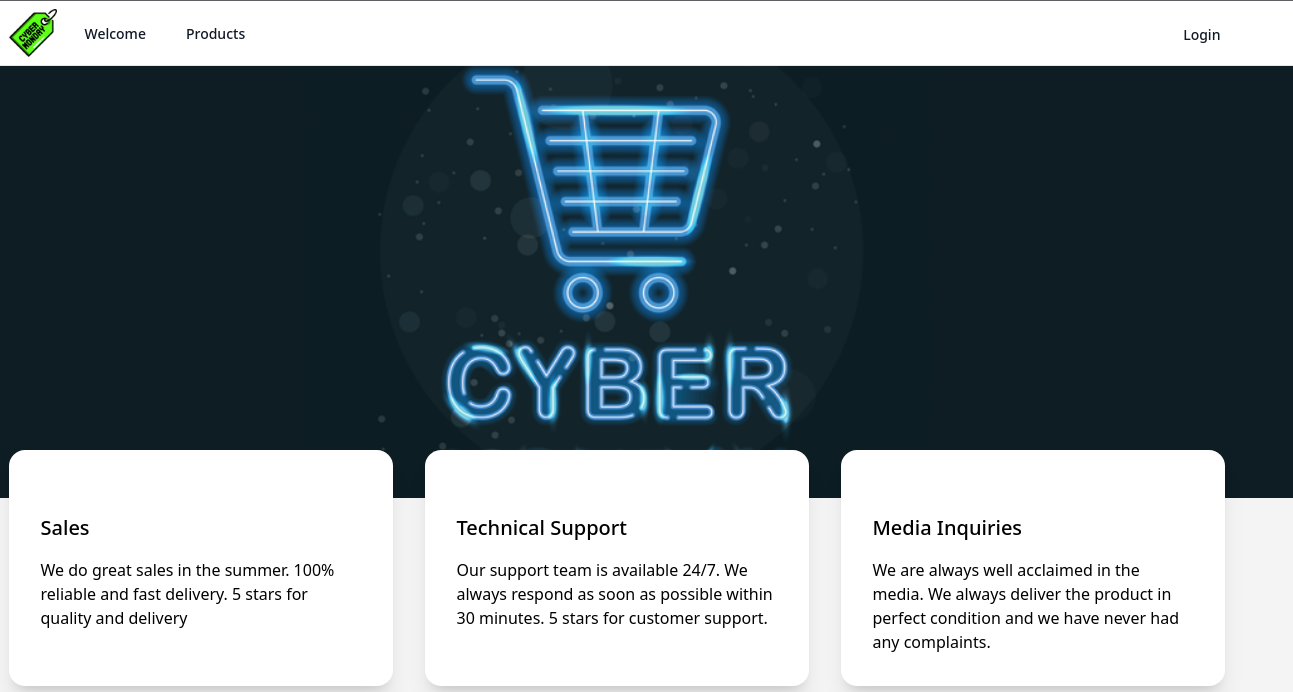 CYBER
MONDAY
Welcome
Products
Login
CYBER
Sales
We do great sales in the summer. 100%
reliable and fast delivery. 5 stars for
quality and delivery
Technical Support
Our support team is available 24/7. We
always respond as soon as possible within
30 minutes. 5 stars for customer support.
Media Inquiries
We are always well acclaimed in the
media. We always deliver the product in
perfect condition and we have never had
any complaints.